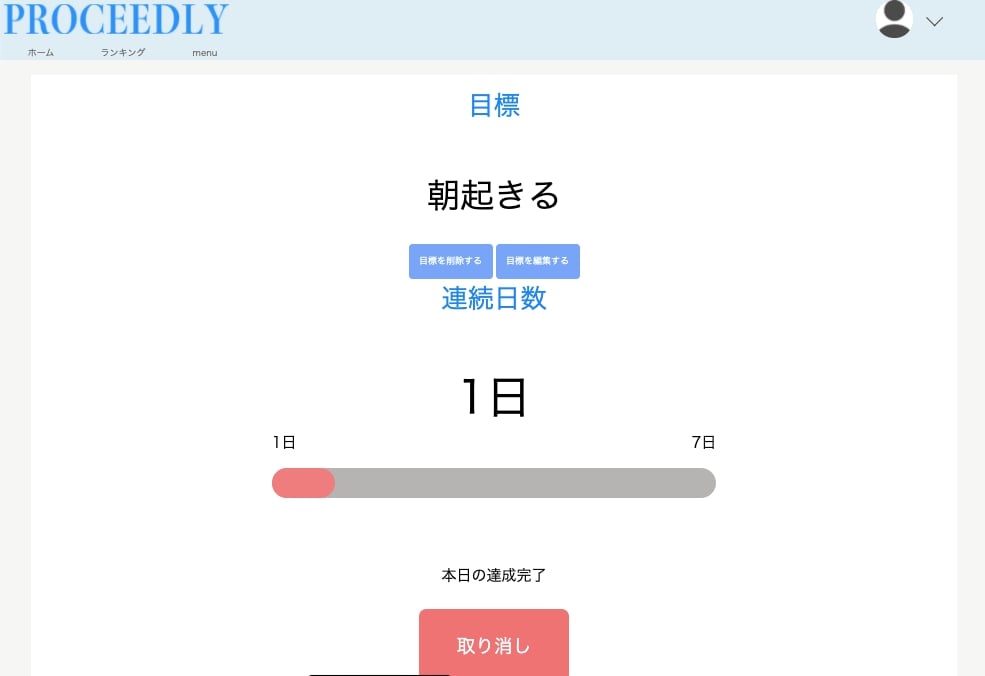 PROCEEDLY
ホーム ランキング menu
目標
朝起きる
目標を削除する 目標を編集する
連続日数
1日
1日 7日
本日の達成完了
取り消し